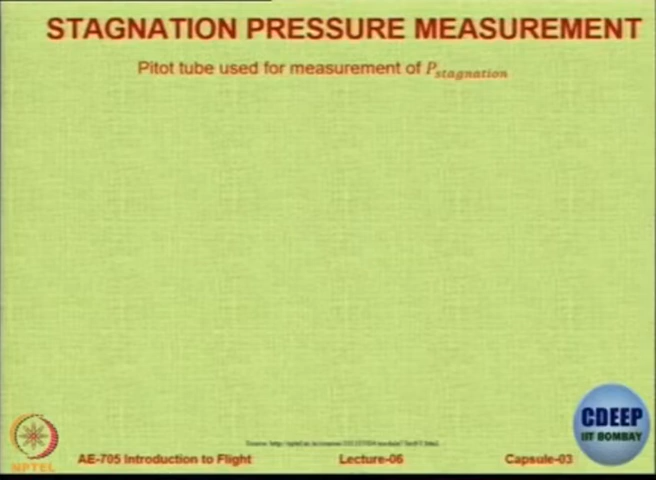 STAGNATION PRESSURE MEASUREMENT
Pitot tube used for measurement of P_stagnation
CDEEP
IIT BOMBAY
NPTEL
AE-705 Introduction to Flight
Lecture-06
Capsule-03